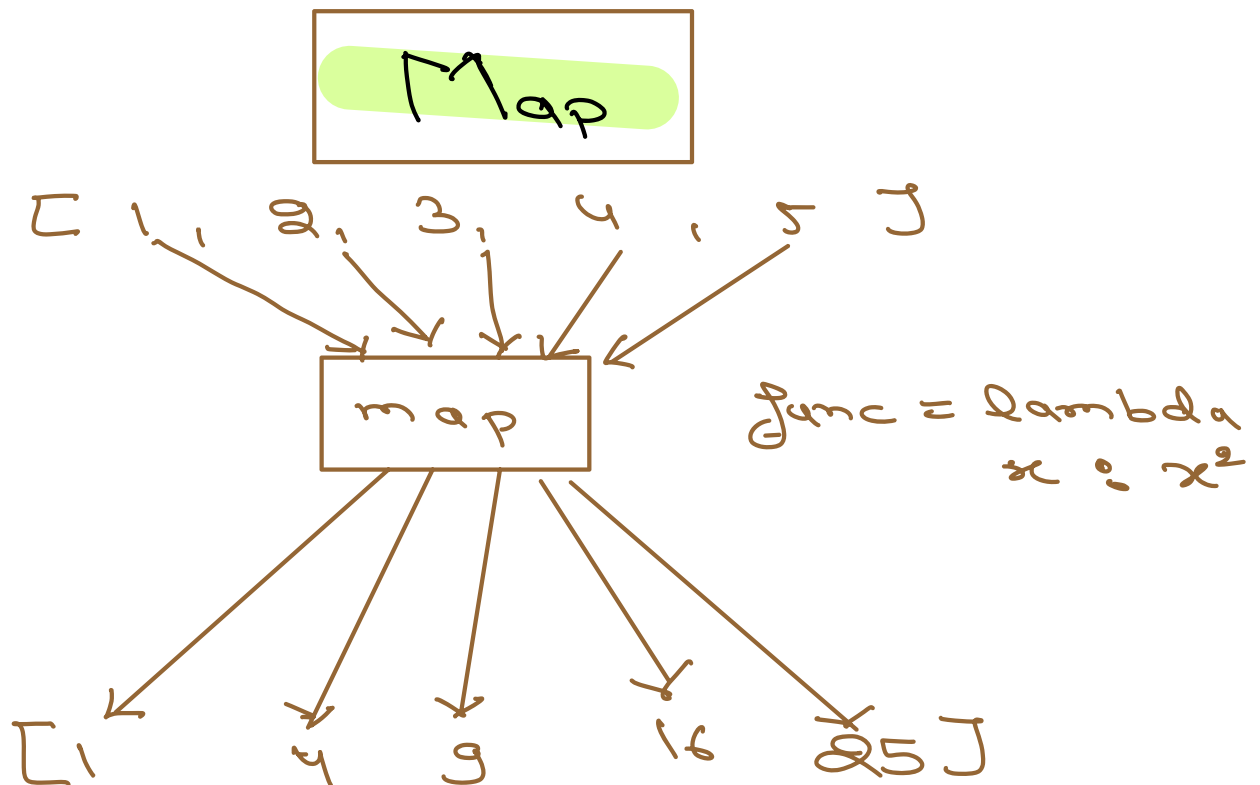 Map
[ 1, 2, 3, 4, 5 ]
map
func = lambda
x : x²
[1 4 9 16 25]